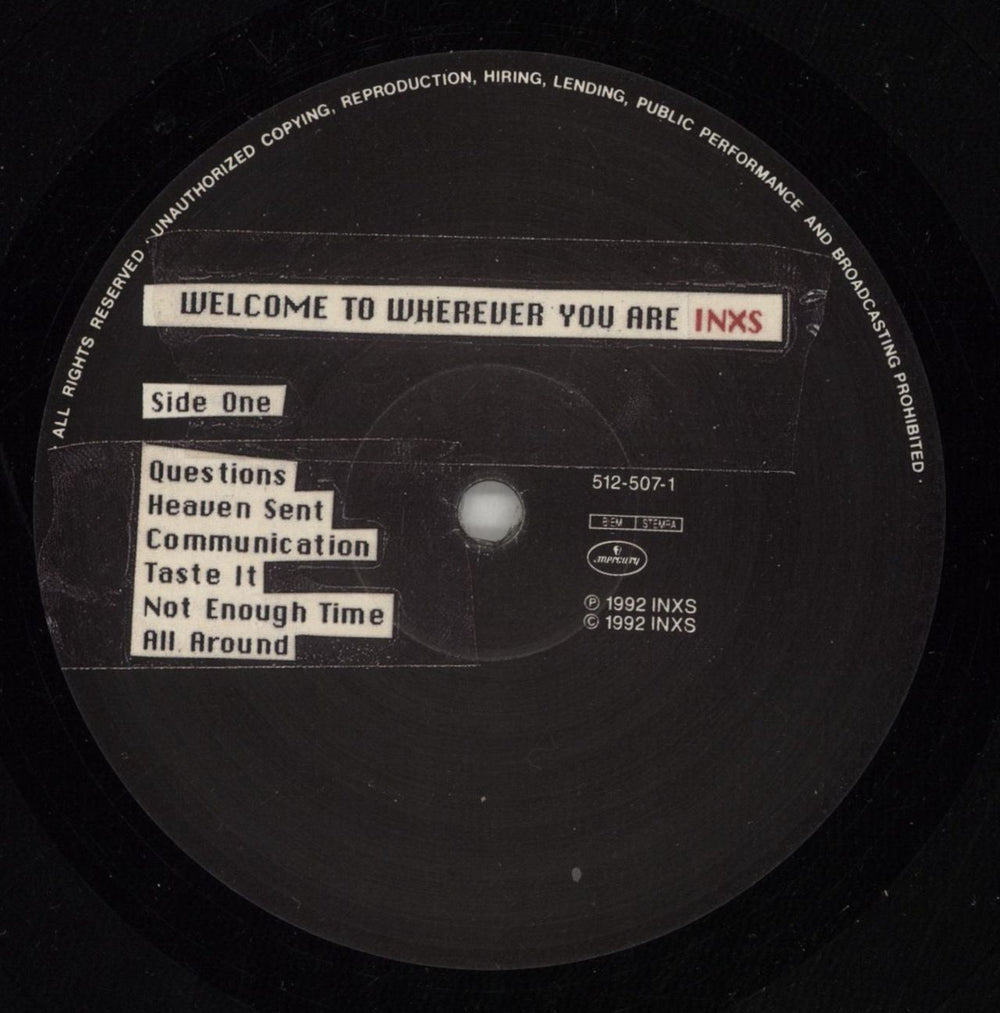 ALL RIGHTS RESERVED · UNAUTHORIZED COPYING, REPRODUCTION, HIRING, LENDING, PUBLIC PERFORMANCE AND BROADCASTING PROHIBITED ·
WELCOME TO WHEREVER YOU ARE INXS
Side One
Questions
Heaven Sent
Communication
Taste It
Not Enough Time
All Around
512-507-1
BIEM STEMRA
mercury
℗ 1992 INXS
© 1992 INXS